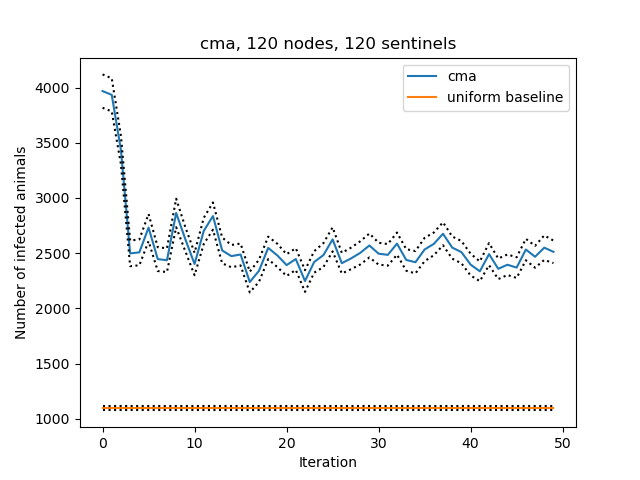 cma, 120 nodes, 120 sentinels
cma
uniform baseline
Number of infected animals
4000
3500
3000
2500
2000
1500
1000
0 10 20 30 40 50
Iteration